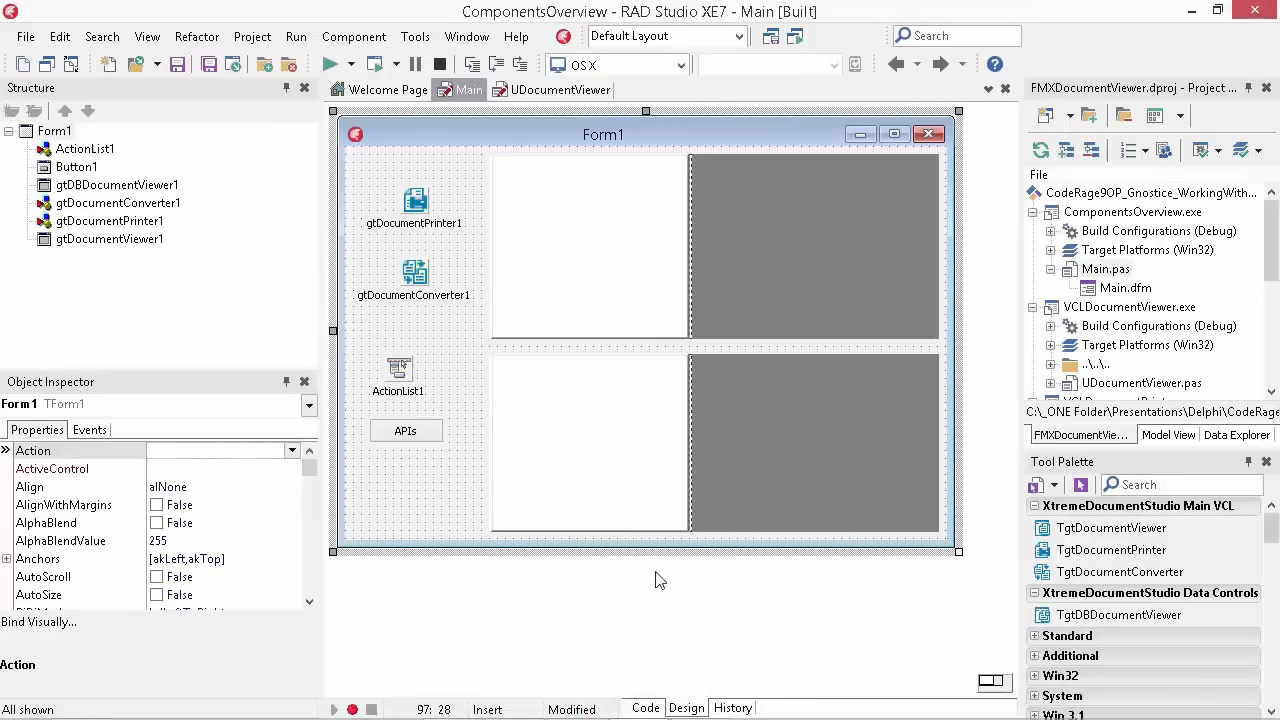 ComponentsOverview - RAD Studio XE7 - Main [Built]
File Edit Search View Refactor Project Run Component Tools Window Help Default Layout Search
OS X
Structure
Form1
ActionList1
Button1
gtDBDocumentViewer1
gtDocumentConverter1
gtDocumentPrinter1
gtDocumentViewer1
Object Inspector
Form1 TForm1
Properties Events
Action
ActiveControl
Align alNone
AlignWithMargins False
AlphaBlend False
AlphaBlendValue 255
Anchors [akLeft,akTop]
AutoScroll False
AutoSize False
Bind Visually...
Action
All shown
Welcome Page Main UDocumentViewer
Form1
gtDocumentPrinter1
gtDocumentConverter1
ActionList1
APIs
97: 28 Insert Modified Code Design History
FMXDocumentViewer.dproj - Project ...
File
CodeRage9OP_Gnostice_WorkingWith...
ComponentsOverview.exe
Build Configurations (Debug)
Target Platforms (Win32)
Main.pas
Main.dfm
VCLDocumentViewer.exe
Build Configurations (Debug)
Target Platforms (Win32)
..\..\..
UDocumentViewer.pas
C:\_ONE Folder\Presentations\Delphi\CodeRage
FMXDocumentVie... Model View Data Explorer
Tool Palette
Search
XtremeDocumentStudio Main VCL
TgtDocumentViewer
TgtDocumentPrinter
TgtDocumentConverter
XtremeDocumentStudio Data Controls
TgtDBDocumentViewer
Standard
Additional
Win32
System
Win 3.1